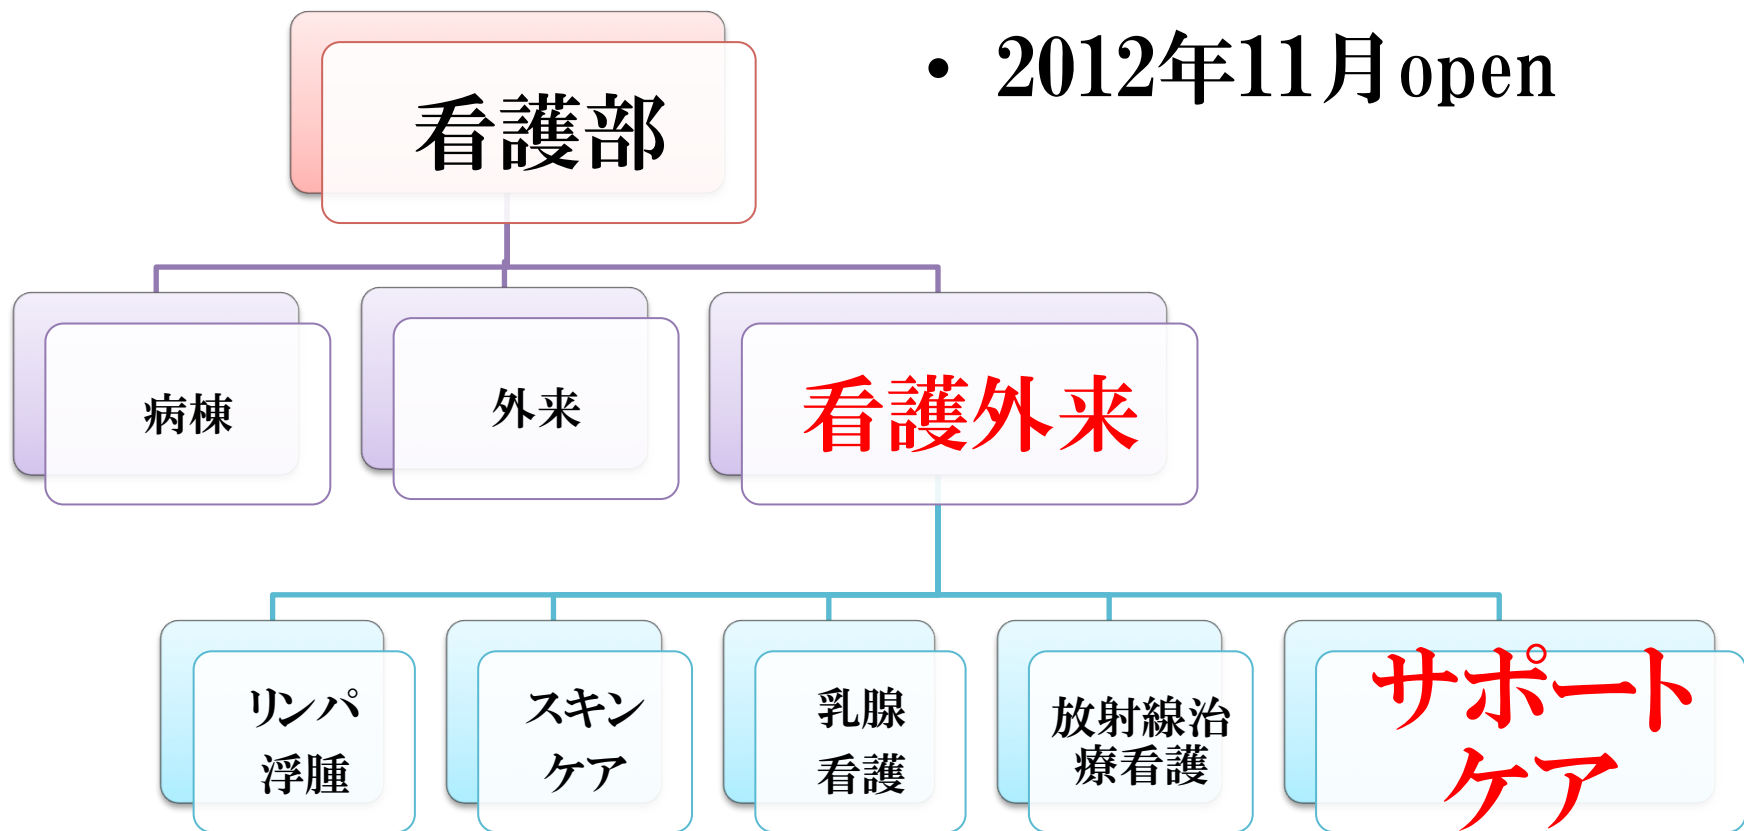 看護部
• 2012年11月open
病棟
外来
看護外来
リンパ
浮腫
スキン
ケア
乳腺
看護
放射線治
療看護
サポート
ケア